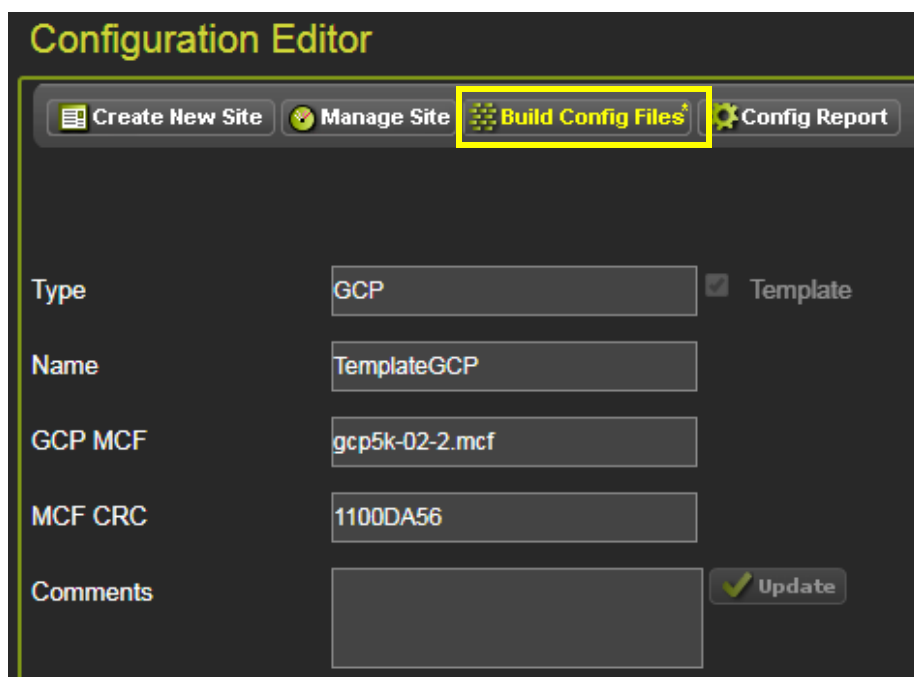 Configuration Editor
Create New Site Manage Site Build Config Files* Config Report
Type GCP Template
Name TemplateGCP
GCP MCF gcp5k-02-2.mcf
MCF CRC 1100DA56
Comments Update